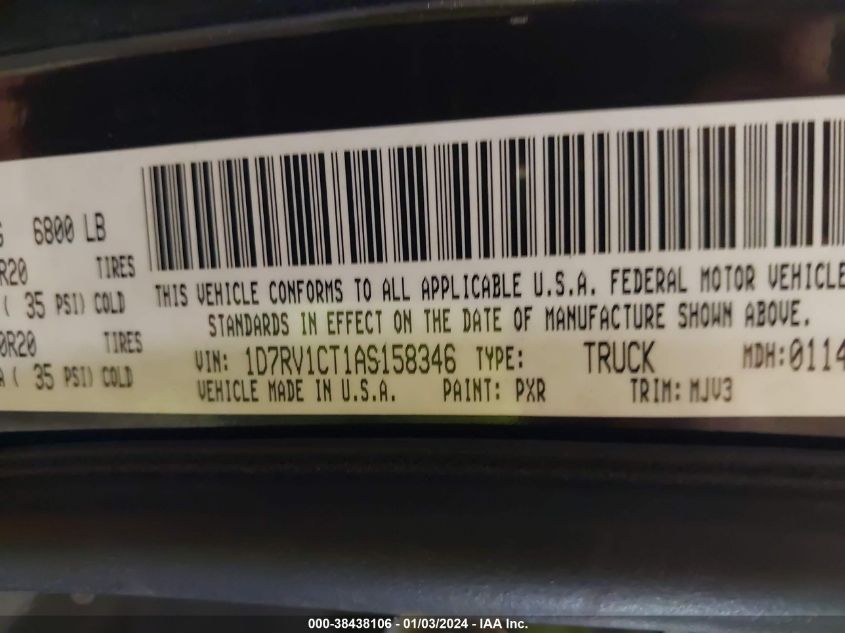 6800 LB
R20 TIRES
( 35 PSI) COLD
0R20 TIRES
( 35 PSI) COLD
THIS VEHICLE CONFORMS TO ALL APPLICABLE U.S.A. FEDERAL MOTOR VEHICLE
STANDARDS IN EFFECT ON THE DATE OF MANUFACTURE SHOWN ABOVE.
VIN: 1D7RV1CT1AS158346 TYPE: TRUCK MDH: 0114
VEHICLE MADE IN U.S.A. PAINT: PXR TRIM: MJV3
000-38438106 - 01/03/2024 - IAA Inc.